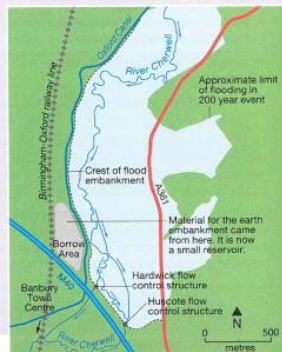 Oxford Canal
River Cherwell
Approximate limit
of flooding in
200 year event
Birmingham-Oxford railway line
Crest of flood
embankment
A361
Material for the earth
embankment came
from here. It is now
a small reservoir.
Borrow
Area
M40
Hardwick flow
control structure
Banbury
Town
Centre
Huscote flow
control structure
River Cherwell
N
0 500
metres